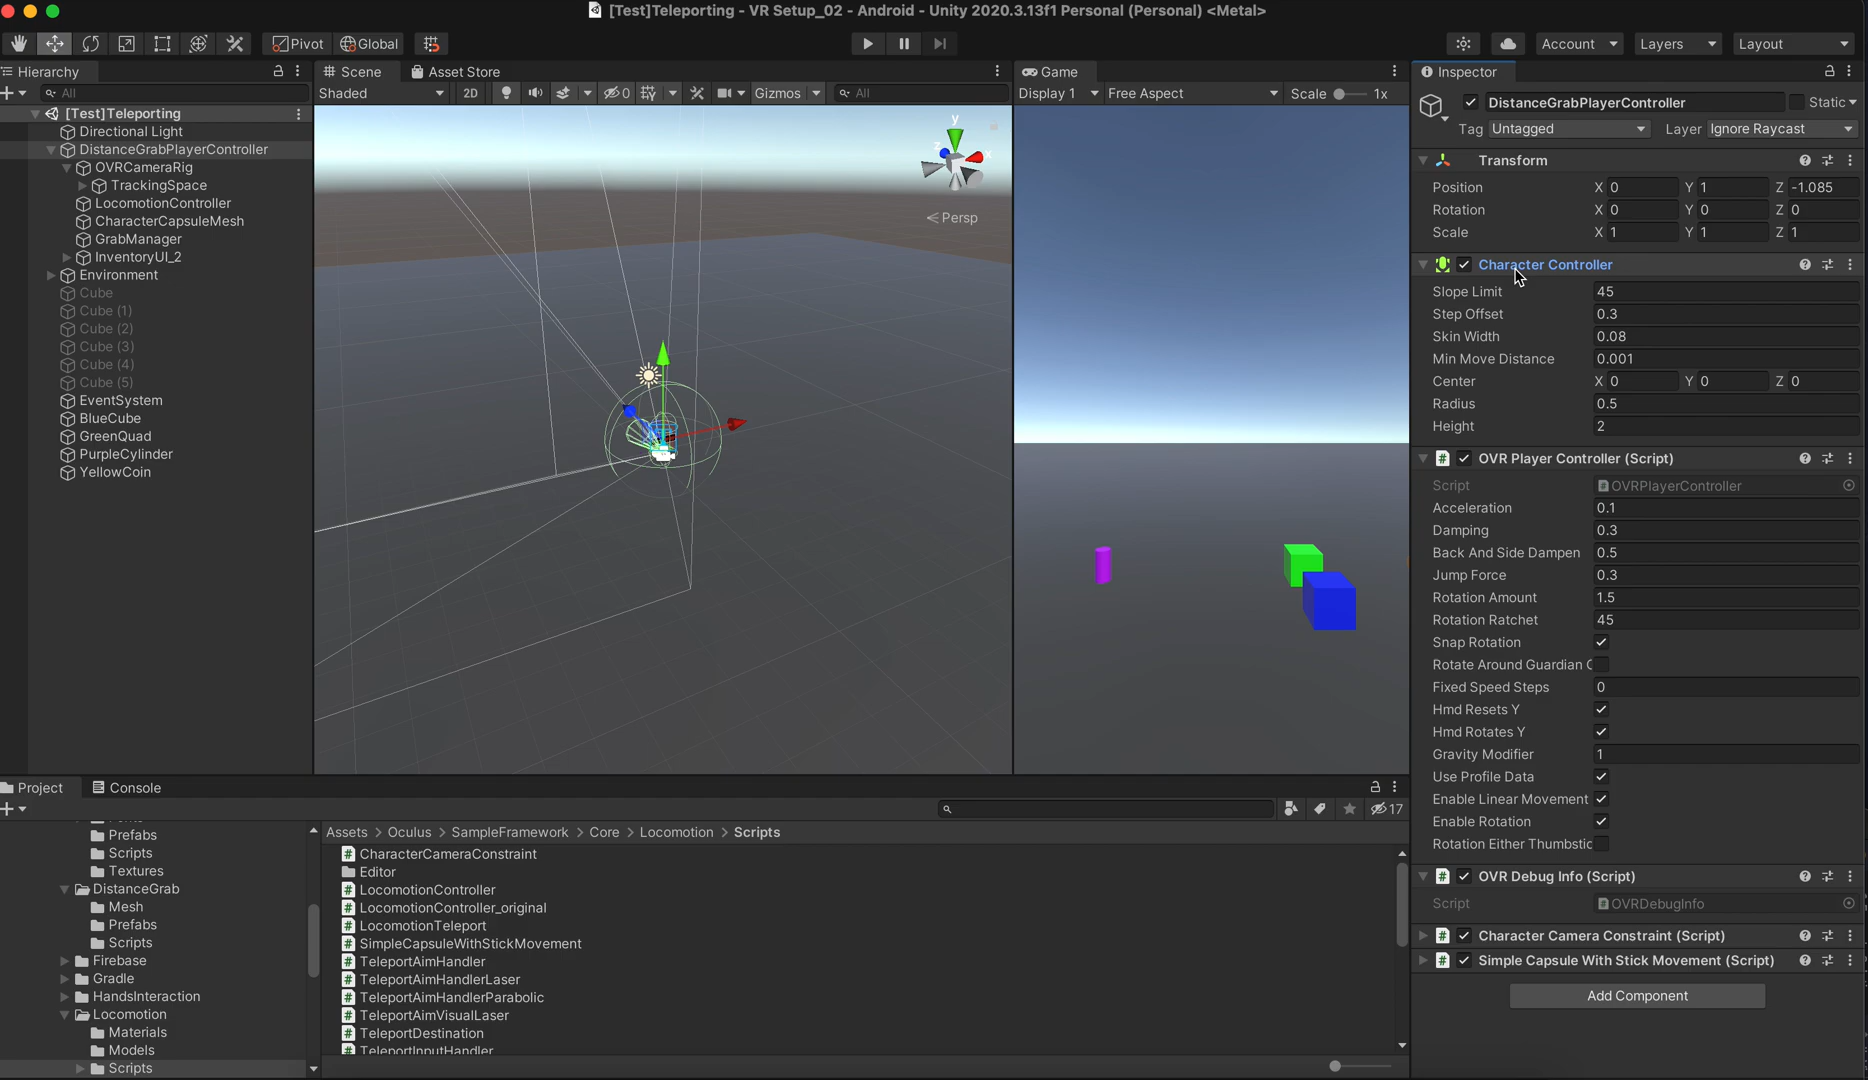 [Test]Teleporting - VR Setup_02 - Android - Unity 2020.3.13f1 Personal (Personal) <Metal>
Pivot Global Account Layers Layout
Hierarchy
All
[Test]Teleporting
Directional Light
DistanceGrabPlayerController
OVRCameraRig
TrackingSpace
LocomotionController
CharacterCapsuleMesh
GrabManager
InventoryUI_2
Environment
Cube
Cube (1)
Cube (2)
Cube (3)
Cube (4)
Cube (5)
EventSystem
BlueCube
GreenQuad
PurpleCylinder
YellowCoin
Scene Asset Store
Shaded 2D 0 Gizmos All
y
z x
Persp
Game
Display 1 Free Aspect Scale 1x
Inspector
DistanceGrabPlayerController Static
Tag Untagged Layer Ignore Raycast
Transform
Position X 0 Y 1 Z -1.085
Rotation X 0 Y 0 Z 0
Scale X 1 Y 1 Z 1
Character Controller
Slope Limit 45
Step Offset 0.3
Skin Width 0.08
Min Move Distance 0.001
Center X 0 Y 0 Z 0
Radius 0.5
Height 2
OVR Player Controller (Script)
Script OVRPlayerController
Acceleration 0.1
Damping 0.3
Back And Side Dampen 0.5
Jump Force 0.3
Rotation Amount 1.5
Rotation Ratchet 45
Snap Rotation
Rotate Around Guardian C
Fixed Speed Steps 0
Hmd Resets Y
Hmd Rotates Y
Gravity Modifier 1
Use Profile Data
Enable Linear Movement
Enable Rotation
Rotation Either Thumbstic
OVR Debug Info (Script)
Script OVRDebugInfo
Character Camera Constraint (Script)
Simple Capsule With Stick Movement (Script)
Add Component
Project Console
17
Prefabs
Scripts
Textures
DistanceGrab
Mesh
Prefabs
Scripts
Firebase
Gradle
HandsInteraction
Locomotion
Materials
Models
Scripts
Assets > Oculus > SampleFramework > Core > Locomotion > Scripts
CharacterCameraConstraint
Editor
LocomotionController
LocomotionController_original
LocomotionTeleport
SimpleCapsuleWithStickMovement
TeleportAimHandler
TeleportAimHandlerLaser
TeleportAimHandlerParabolic
TeleportAimVisualLaser
TeleportDestination
TeleportInputHandler